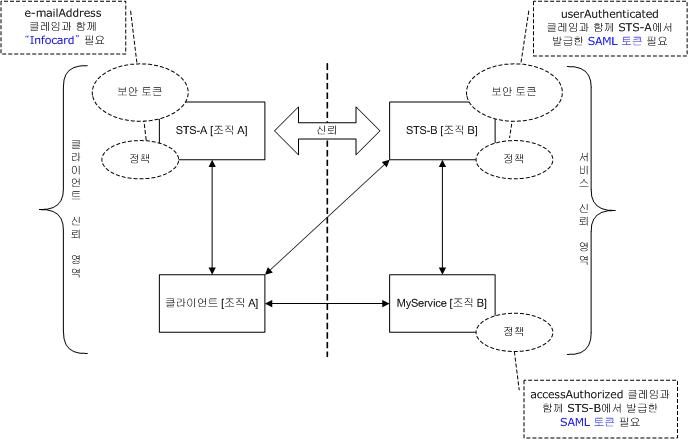 e-mailAddress
클레임과 함께
“Infocard” 필요
userAuthenticated
클레임과 함께 STS-A에서
발급한 SAML 토큰 필요
보안 토큰
보안 토큰
STS-A [조직 A]
신뢰
STS-B [조직 B]
정책
정책
클라이언트 신뢰 영역
서비스 신뢰 영역
클라이언트 [조직 A]
MyService [조직 B]
정책
accessAuthorized 클레임과
함께 STS-B에서 발급한
SAML 토큰 필요